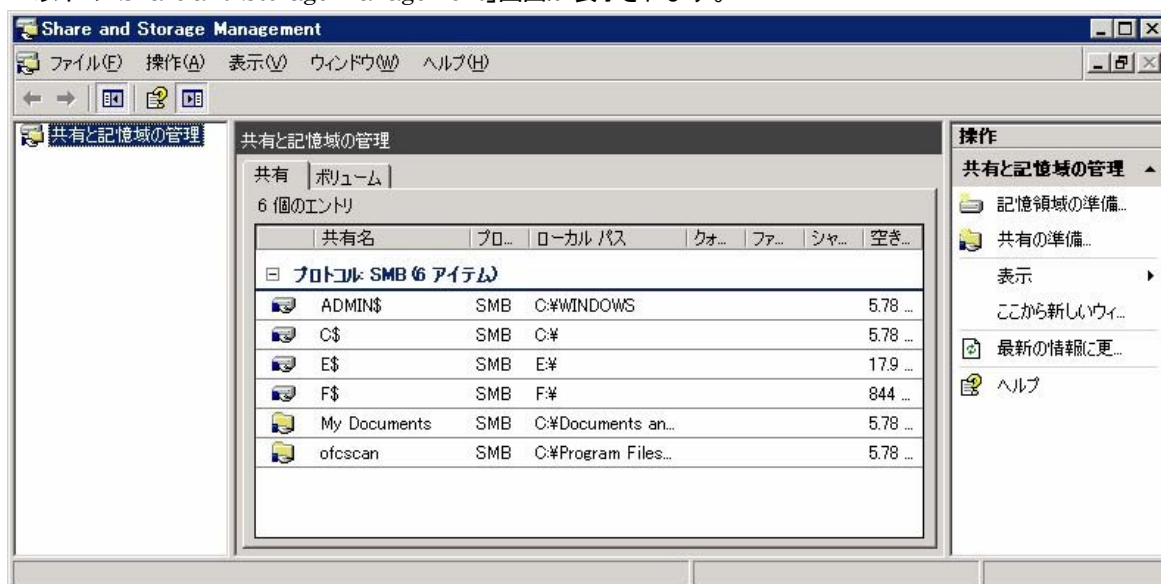 Share and Storage Management
ファイル(F) 操作(A) 表示(V) ウィンドウ(W) ヘルプ(H)
共有と記憶域の管理
共有と記憶域の管理
共有 ボリューム
6 個のエントリ
共有名 プロ... ローカル パス クォ... ファ... シャ... 空き...
プロトコル: SMB (6 アイテム)
ADMIN$ SMB C:¥WINDOWS 5.78 ...
C$ SMB C:¥ 5.78 ...
E$ SMB E:¥ 17.9 ...
F$ SMB F:¥ 844 ...
My Documents SMB C:¥Documents an... 5.78 ...
ofcscan SMB C:¥Program Files... 5.78 ...
操作
共有と記憶域の管理
記憶領域の準備...
共有の準備...
表示
ここから新しいウィ...
最新の情報に更...
ヘルプ